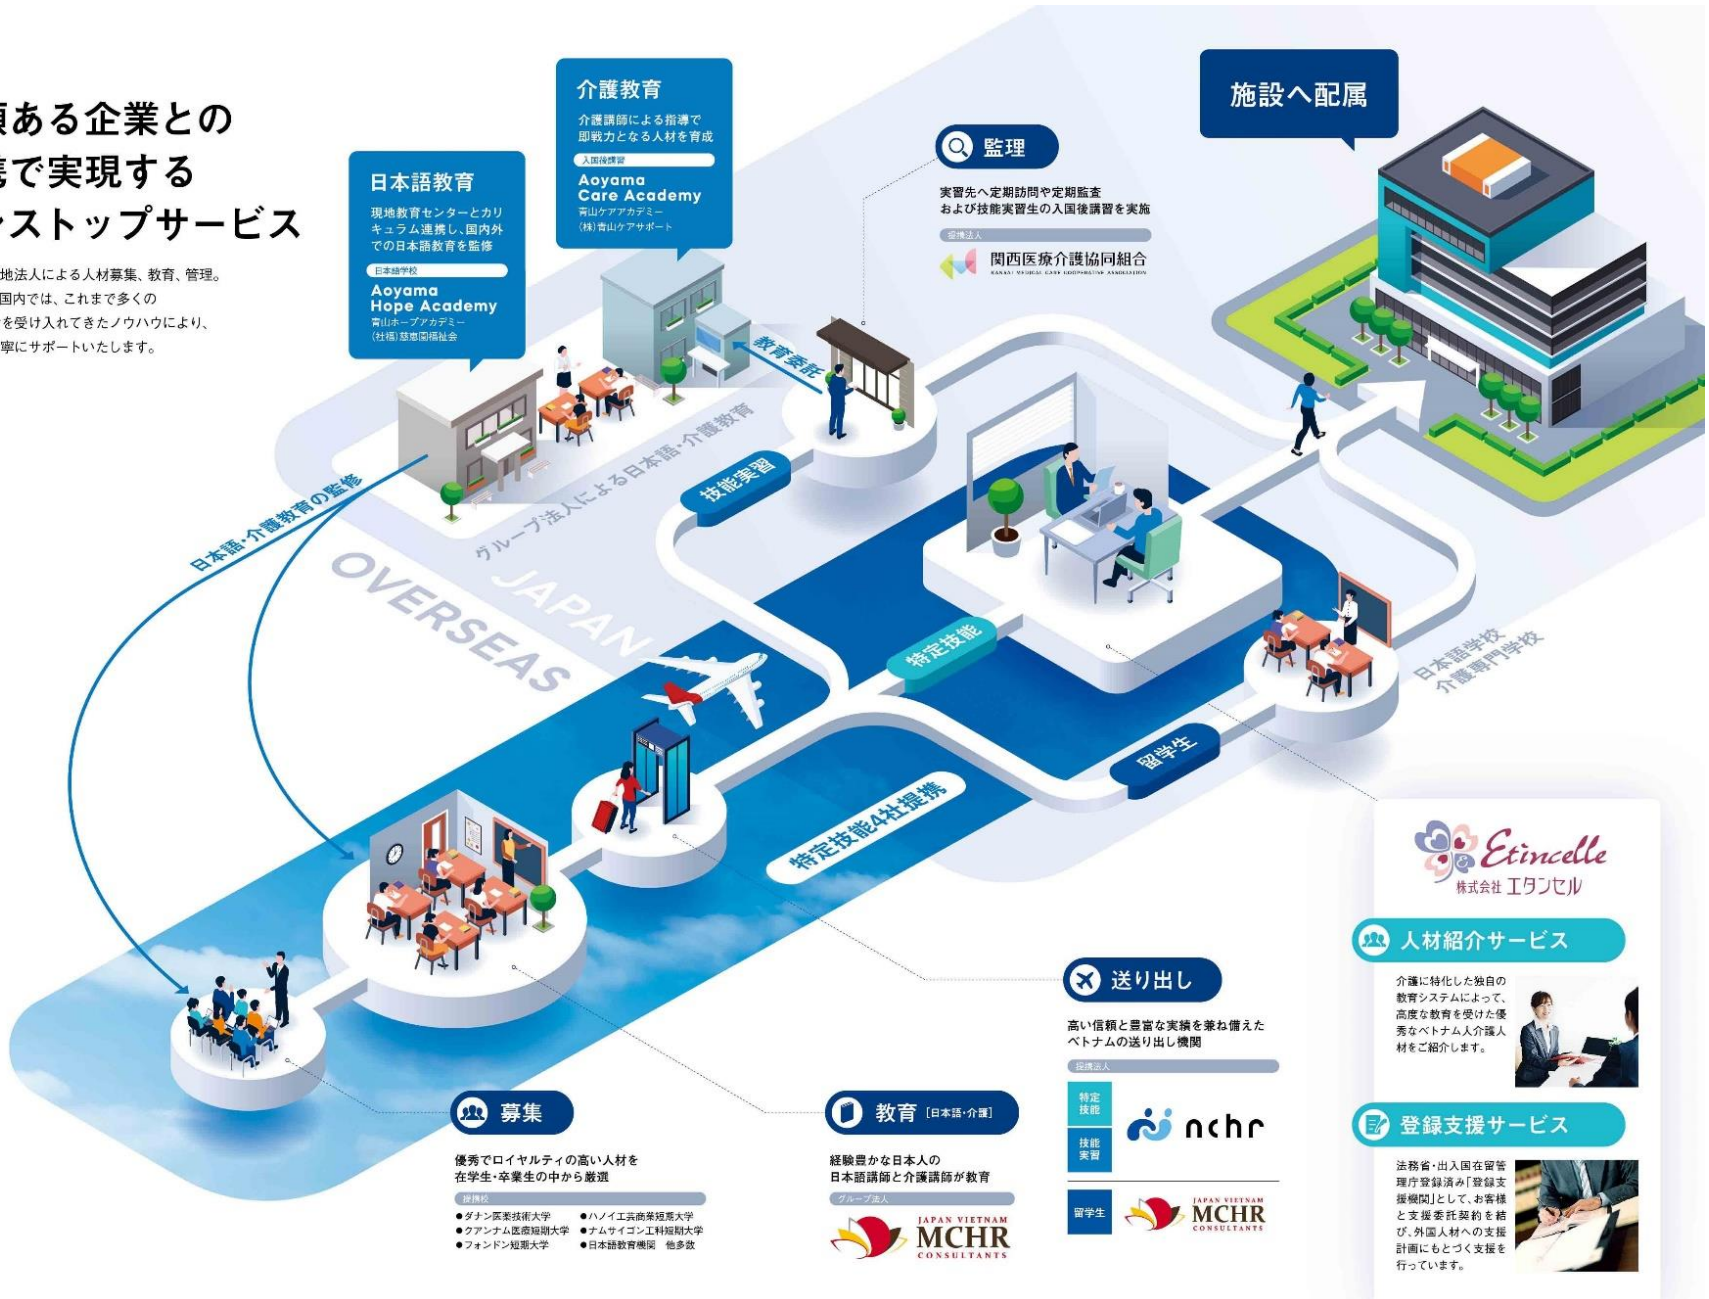 頼ある企業との
携で実現する
ンストップサービス
地法人による人材募集、教育、管理。
国内では、これまで多くの
を受け入れてきたノウハウにより、
寧にサポートいたします。
日本語教育
現地教育センターとカリ
キュラム連携し、国内外
での日本語教育を監修
日本語学校
Aoyama
Hope Academy
青山ホープアカデミー
(社福)慈恵園福祉会
介護教育
介護講師による指導で
即戦力となる人材を育成
入国後講習
Aoyama
Care Academy
青山ケアアカデミー
(株)青山ケアサポート
監理
実習先へ定期訪問や定期監査
および技能実習生の入国後講習を実施
提携法人
関西医療介護協同組合
KANSAI MEDICAL CARE COOPERATIVE ASSOCIATION
施設へ配属
教育委託
グループ法人による日本語・介護教育
技能実習
日本語・介護教育の監修
OVERSEAS
JAPAN
特定技能
留学生
日本語学校
介護専門学校
特定技能4社提携
募集
優秀でロイヤルティの高い人材を
在学生・卒業生の中から厳選
提携校
●ダナン医薬技術大学
●クアンナム医療短期大学
●フォンドン短期大学
●ハノイ工芸商業短期大学
●ナムサイゴン工科短期大学
●日本語教育機関 他多数
教育 [日本語・介護]
経験豊かな日本人の
日本語講師と介護講師が教育
グループ法人
JAPAN VIETNAM
MCHR
CONSULTANTS
送り出し
高い信頼と豊富な実績を兼ね備えた
ベトナムの送り出し機関
提携法人
特定
技能
技能
実習
nchr
留学生
JAPAN VIETNAM
MCHR
CONSULTANTS
& Etincelle
株式会社 エタンセル
人材紹介サービス
介護に特化した独自の
教育システムによって、
高度な教育を受けた優
秀なベトナム人介護人
材をご紹介します。
登録支援サービス
法務省・出入国在留管
理庁登録済み「登録支
援機関」として、お客様
と支援委託契約を結
び、外国人材への支援
計画にもとづく支援を
行っています。